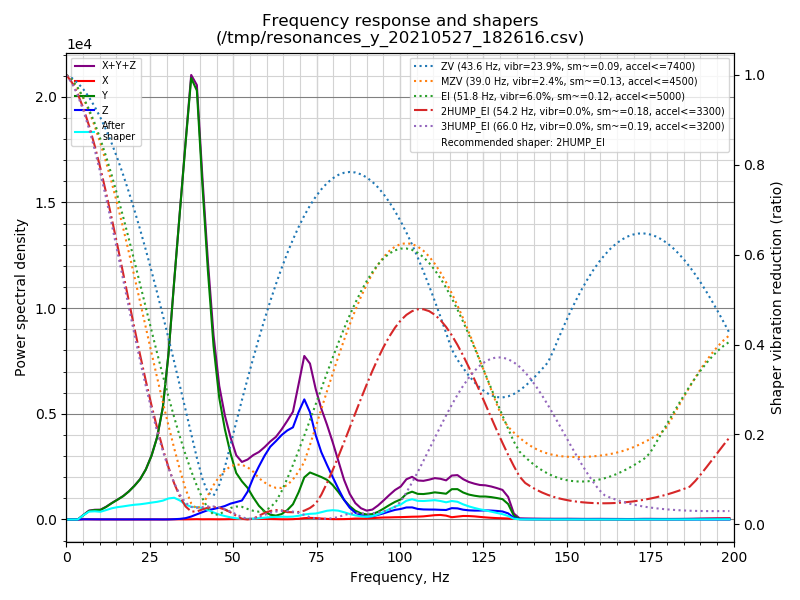 Frequency response and shapers
(/tmp/resonances_y_20210527_182616.csv)
1e4
X+Y+Z
X
Y
Z
After
shaper
ZV (43.6 Hz, vibr=23.9%, sm~=0.09, accel<=7400)
MZV (39.0 Hz, vibr=2.4%, sm~=0.13, accel<=4500)
EI (51.8 Hz, vibr=6.0%, sm~=0.12, accel<=5000)
2HUMP_EI (54.2 Hz, vibr=0.0%, sm~=0.18, accel<=3300)
3HUMP_EI (66.0 Hz, vibr=0.0%, sm~=0.19, accel<=3200)
Recommended shaper: 2HUMP_EI
Power spectral density
2.0
1.5
1.0
0.5
0.0
Shaper vibration reduction (ratio)
1.0
0.8
0.6
0.4
0.2
0.0
0 25 50 75 100 125 150 175 200
Frequency, Hz